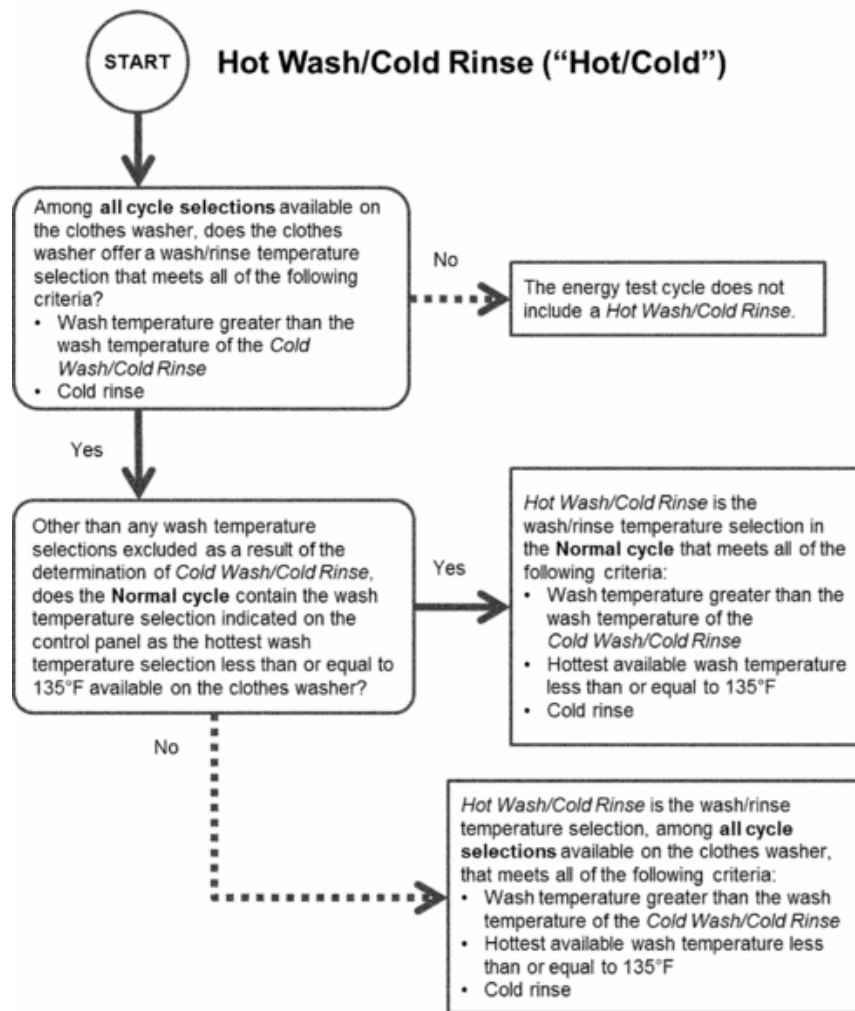 START
Hot Wash/Cold Rinse (“Hot/Cold”)
Among all cycle selections available on
the clothes washer, does the clothes
washer offer a wash/rinse temperature
selection that meets all of the following
criteria?
• Wash temperature greater than the
wash temperature of the Cold
Wash/Cold Rinse
• Cold rinse
No
The energy test cycle does not
include a Hot Wash/Cold Rinse.
Yes
Other than any wash temperature
selections excluded as a result of the
determination of Cold Wash/Cold Rinse,
does the Normal cycle contain the wash
temperature selection indicated on the
control panel as the hottest wash
temperature selection less than or equal to
135°F available on the clothes washer?
Yes
Hot Wash/Cold Rinse is the
wash/rinse temperature selection in
the Normal cycle that meets all of the
following criteria:
• Wash temperature greater than the
wash temperature of the
Cold Wash/Cold Rinse
• Hottest available wash temperature
less than or equal to 135°F
• Cold rinse
No
Hot Wash/Cold Rinse is the wash/rinse
temperature selection, among all cycle
selections available on the clothes washer,
that meets all of the following criteria:
• Wash temperature greater than the wash
temperature of the Cold Wash/Cold Rinse
• Hottest available wash temperature less
than or equal to 135°F
• Cold rinse